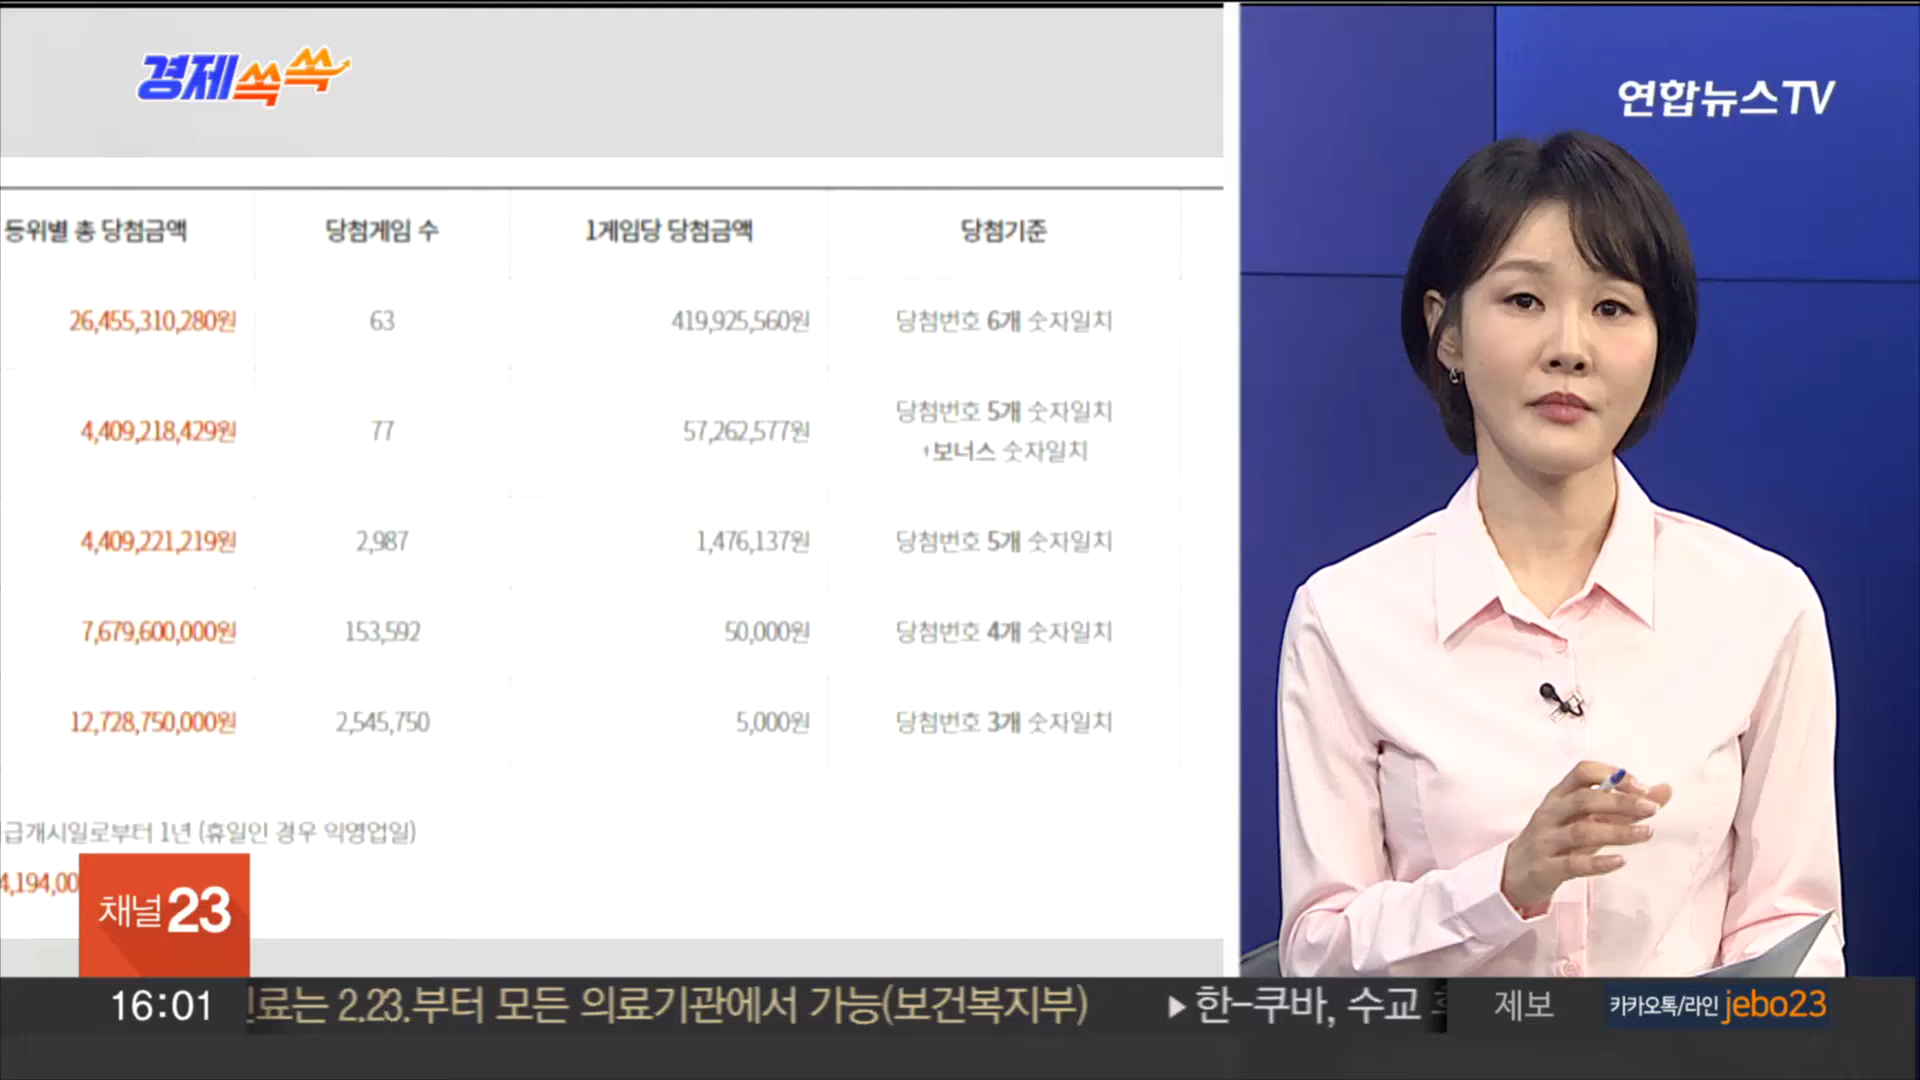 경제쏙쏙
연합뉴스TV
등위별 총 당첨금액 당첨게임 수 1게임당 당첨금액 당첨기준
26,455,310,280원 63 419,925,560원 당첨번호 6개 숫자일치
4,409,218,429원 77 57,262,577원 당첨번호 5개 숫자일치
+보너스 숫자일치
4,409,221,219원 2,987 1,476,137원 당첨번호 5개 숫자일치
7,679,600,000원 153,592 50,000원 당첨번호 4개 숫자일치
12,728,750,000원 2,545,750 5,000원 당첨번호 3개 숫자일치
급개시일로부터 1년 (휴일인 경우 익영업일)
4,194,00
채널 23
16:01 료는 2.23.부터 모든 의료기관에서 가능(보건복지부) ▶한-쿠바, 수교 제보 카카오톡/라인 jebo23